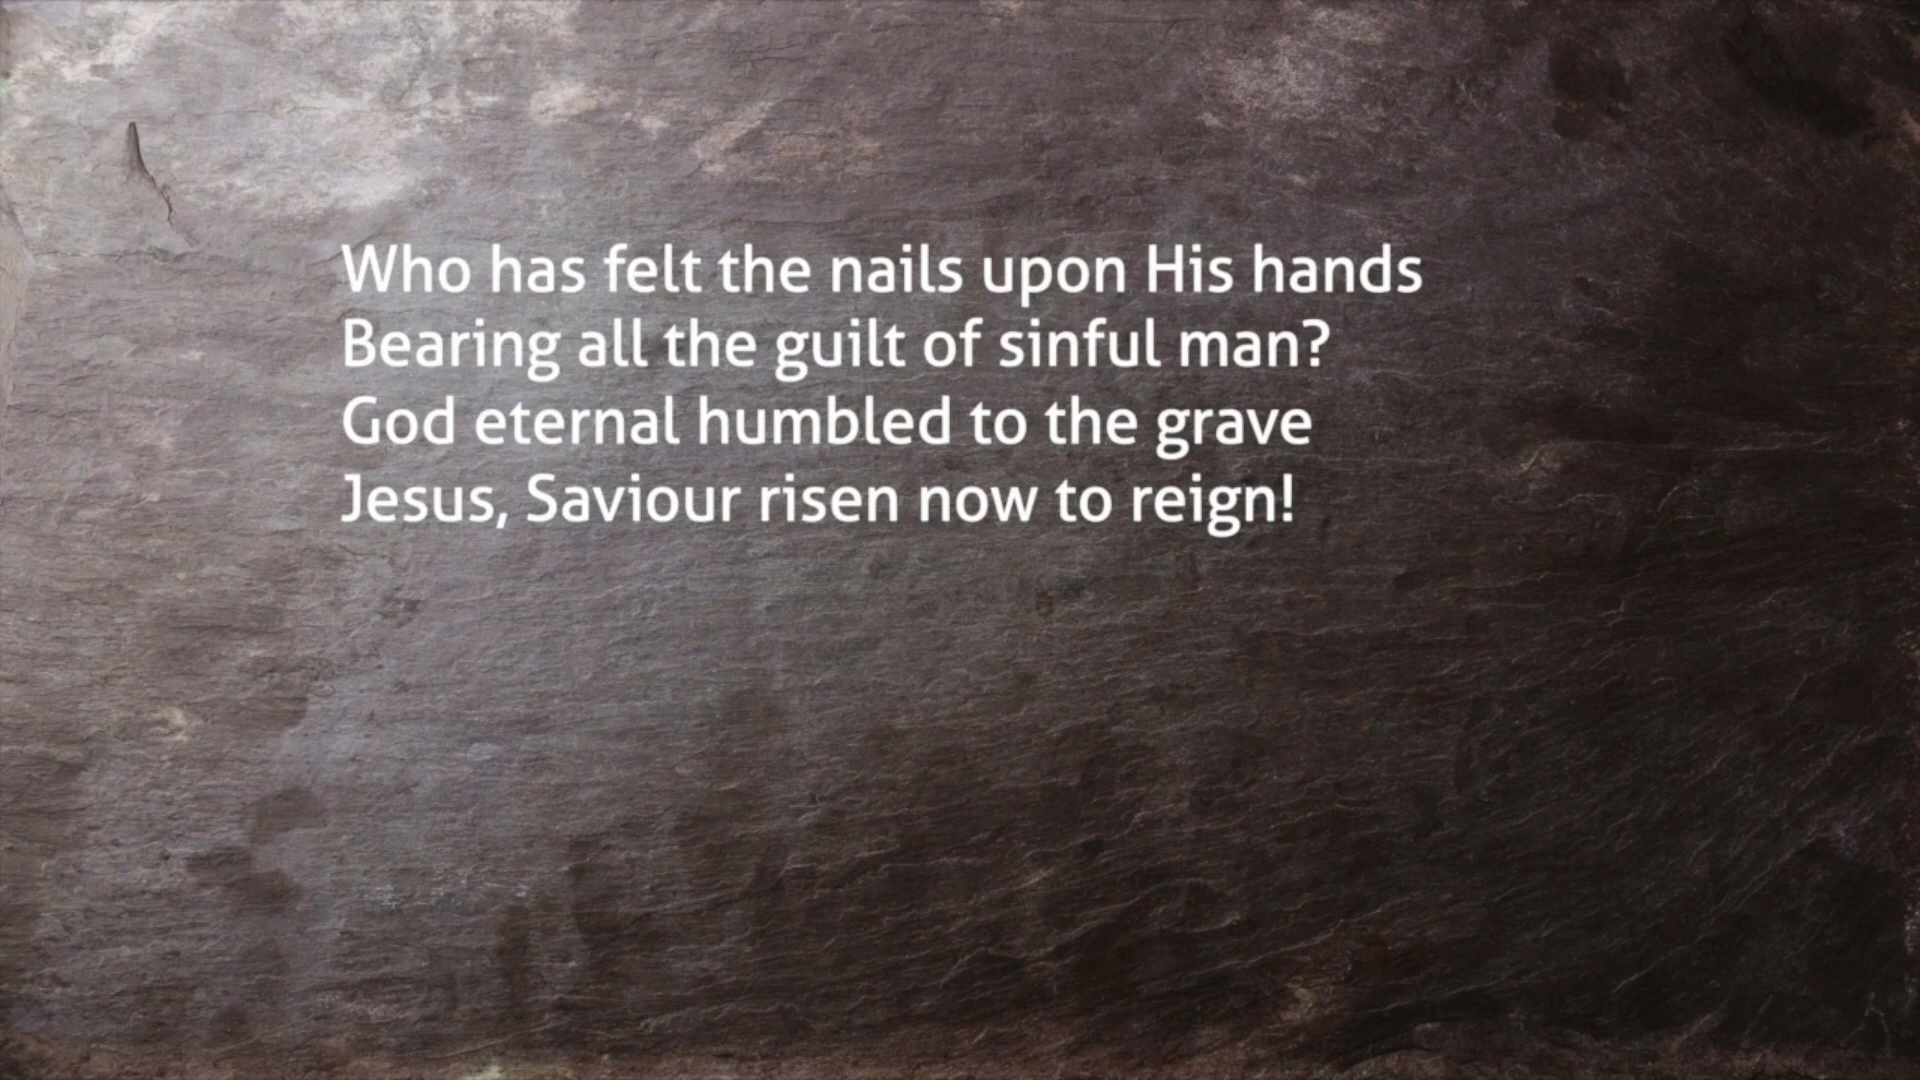 Who has felt the nails upon His hands
Bearing all the guilt of sinful man?
God eternal humbled to the grave
Jesus, Saviour risen now to reign!